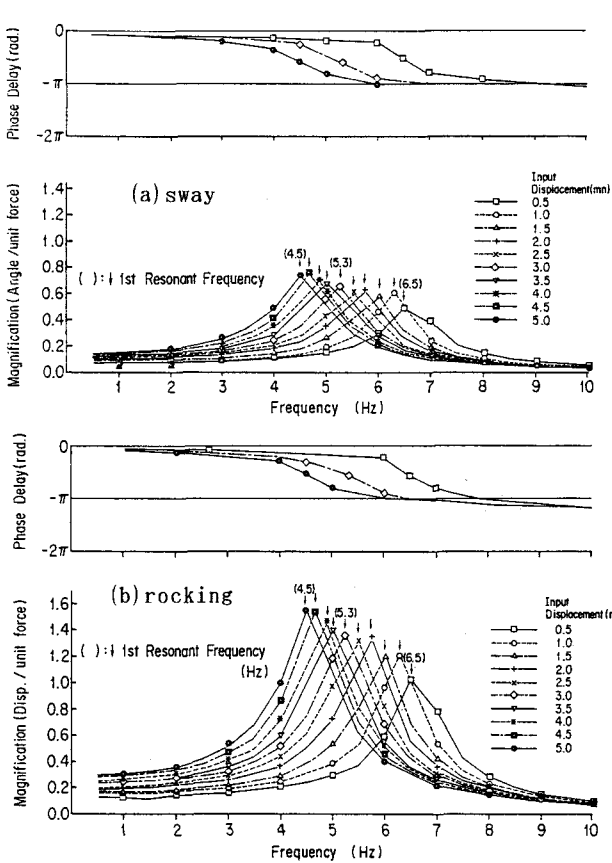 Phase Delay (rad.)
0
-π
-2π
(a) sway
Magnification (Angle/unit force)
1.4
1.2
1.0
0.8
0.6
0.4
0.2
0.0
( ):↓ 1st Resonant Frequency
(4.5)
(5.3)
(6.5)
Input
Displacement (mm)
0.5
1.0
1.5
2.0
2.5
3.0
3.5
4.0
4.5
5.0
1 2 3 4 5 6 7 8 9 10
Frequency (Hz)
Phase Delay (rad.)
0
-π
-2π
(b) rocking
Magnification (Disp. / unit force)
1.6
1.4
1.2
1.0
0.8
0.6
0.4
0.2
0.0
( ):↓ 1st Resonant Frequency
(Hz)
(4.5)
(5.3)
(6.5)
Input
Displacement (r
0.5
1.0
1.5
2.0
2.5
3.0
3.5
4.0
4.5
5.0
1 2 3 4 5 6 7 8 9 10
Frequency (Hz)